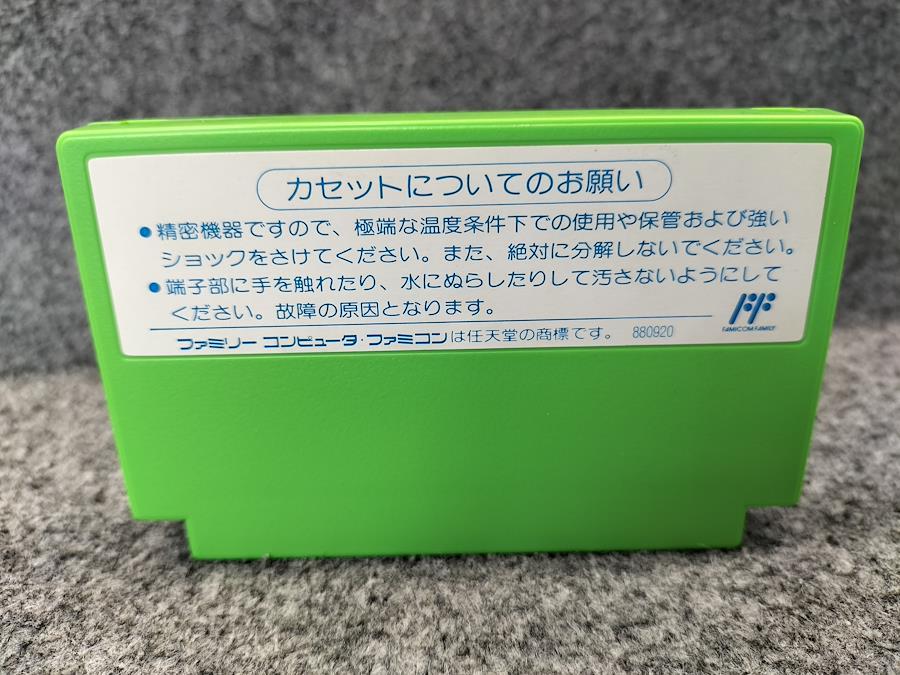 カセットについてのお願い
●精密機器ですので、極端な温度条件下での使用や保管および強い
ショックをさけてください。また、絶対に分解しないでください。
●端子部に手を触れたり、水にぬらしたりして汚さないようにして
ください。故障の原因となります。
FF
FAMICOM FAMILY
ファミリー コンピュータ・ファミコンは任天堂の商標です。 880920